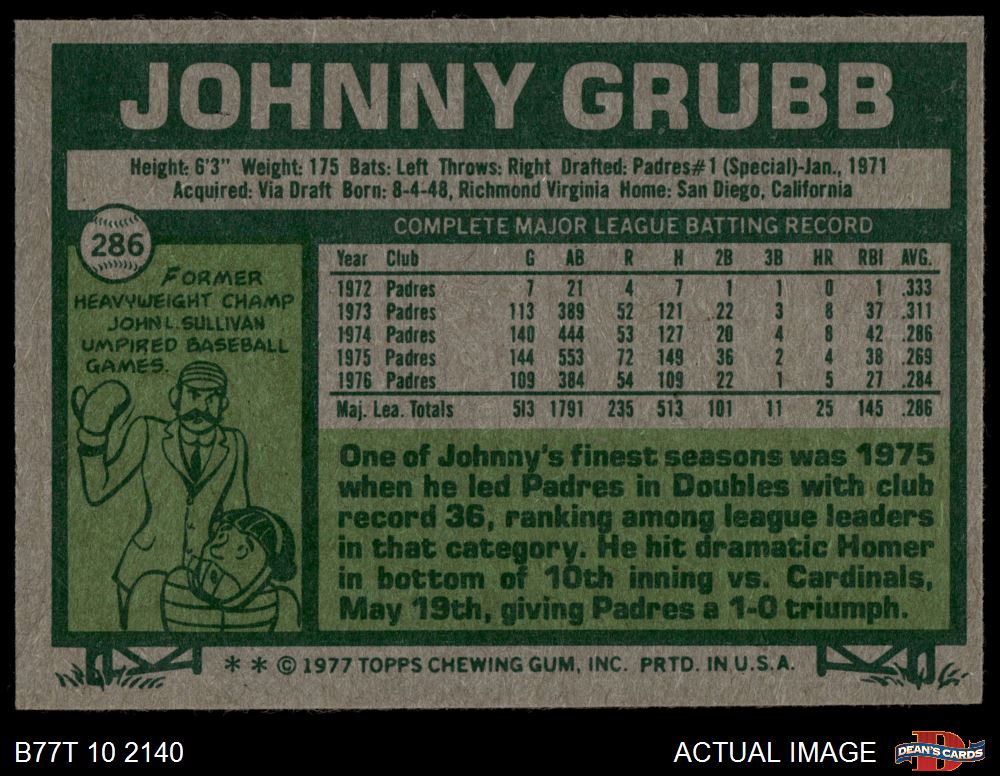 JOHNNY GRUBB
Height: 6'3" Weight: 175 Bats: Left Throws: Right Drafted: Padres#1 (Special)-Jan., 1971
Acquired: Via Draft Born: 8-4-48, Richmond Virginia Home: San Diego, California
286
FORMER
HEAVYWEIGHT CHAMP
JOHN L. SULLIVAN
UMPIRED BASEBALL
GAMES.
COMPLETE MAJOR LEAGUE BATTING RECORD
Year Club G AB R H 2B 3B HR RBI AVG.
1972 Padres 7 21 4 7 1 1 0 1 .333
1973 Padres 113 389 52 121 22 3 8 37 .311
1974 Padres 140 444 53 127 20 4 8 42 .286
1975 Padres 144 553 72 149 36 2 4 38 .269
1976 Padres 109 384 54 109 22 1 5 27 .284
Maj. Lea. Totals 513 1791 235 513 101 11 25 145 .286
One of Johnny's finest seasons was 1975
when he led Padres in Doubles with club
record 36, ranking among league leaders
in that category. He hit dramatic Homer
in bottom of 10th inning vs. Cardinals,
May 19th, giving Padres a 1-0 triumph.
* * © 1977 TOPPS CHEWING GUM, INC. PRTD. IN U.S.A.
B77T 10 2140
ACTUAL IMAGE
DEAN'S CARDS